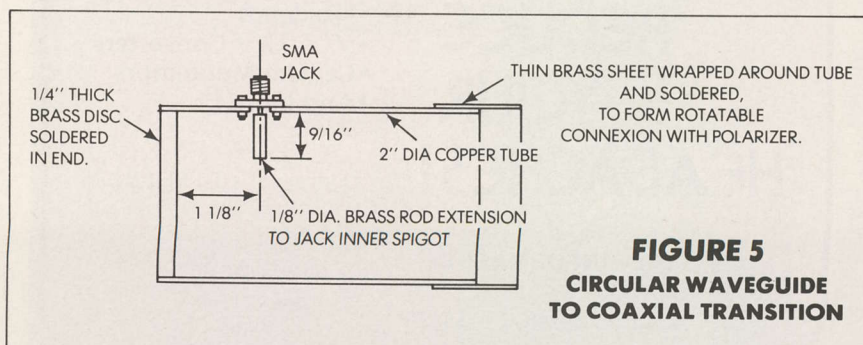 SMA
JACK
1/4'' THICK
BRASS DISC
SOLDERED
IN END.
THIN BRASS SHEET WRAPPED AROUND TUBE
AND SOLDERED,
TO FORM ROTATABLE
CONNEXION WITH POLARIZER.
9/16''
2'' DIA COPPER TUBE
1 1/8''
1/8'' DIA. BRASS ROD EXTENSION
TO JACK INNER SPIGOT
FIGURE 5
CIRCULAR WAVEGUIDE
TO COAXIAL TRANSITION